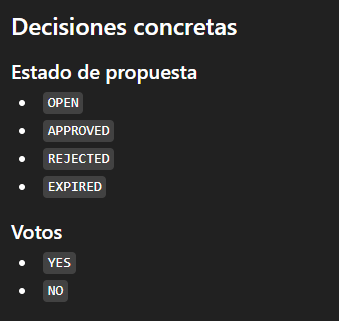 Decisiones concretas
Estado de propuesta
OPEN
APPROVED
REJECTED
EXPIRED
Votos
YES
NO